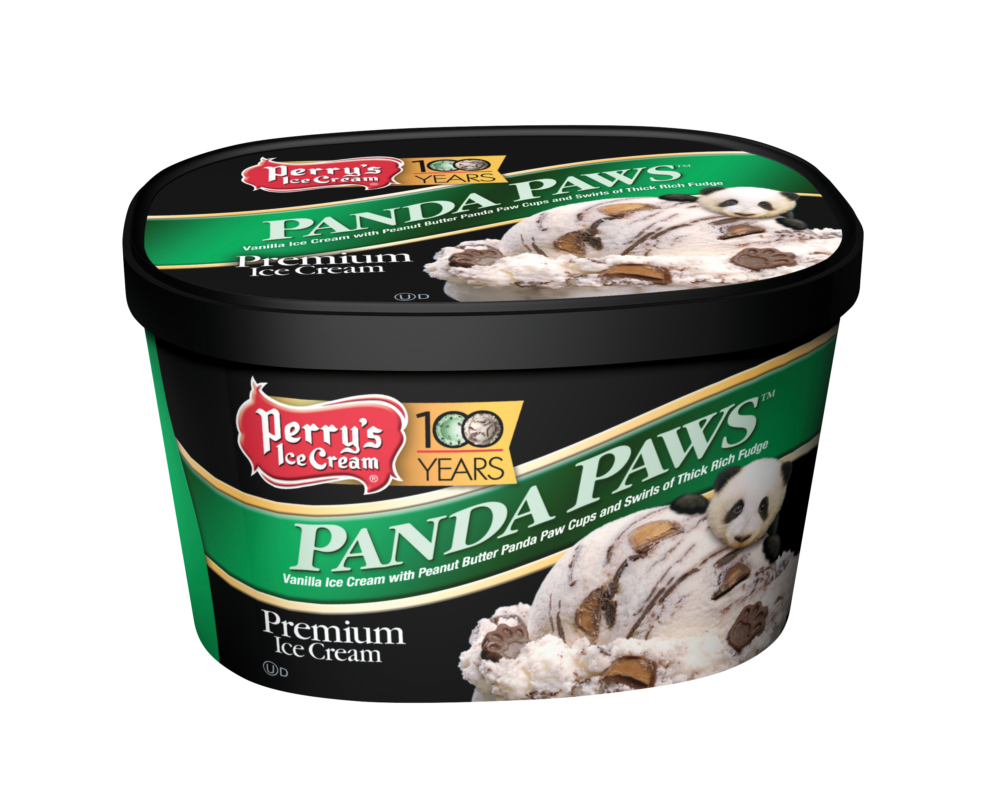 Perry's
Ice Cream®
100
YEARS
PANDA PAWS™
Vanilla Ice Cream with Peanut Butter Panda Paw Cups and Swirls of Thick Rich Fudge
Premium
Ice Cream
UD
Perry's
Ice Cream®
100
YEARS
PANDA PAWS™
Vanilla Ice Cream with Peanut Butter Panda Paw Cups and Swirls of Thick Rich Fudge
Premium
Ice Cream
UD